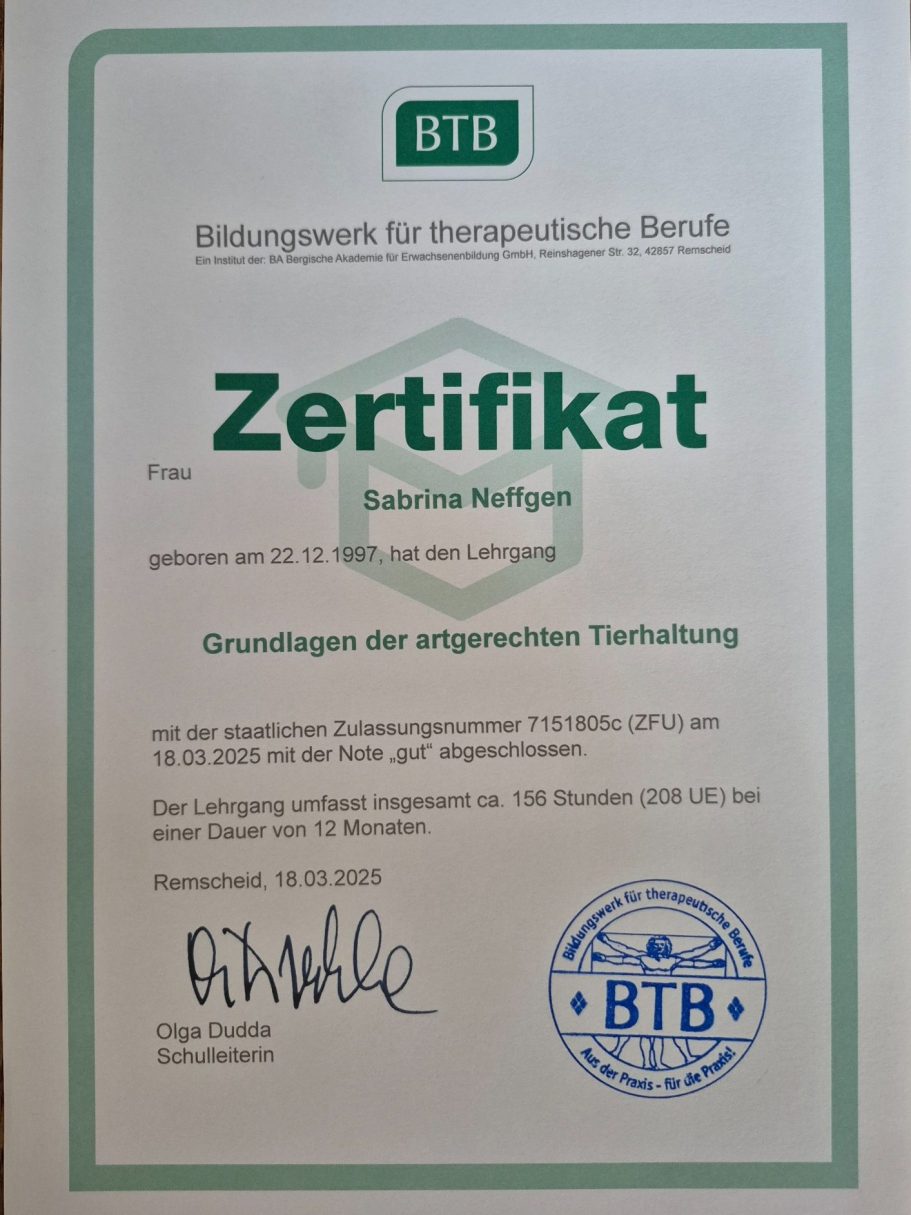 BTB
Bildungswerk für therapeutische Berufe
Ein Institut der: BA Bergische Akademie für Erwachsenenbildung GmbH, Reinshagener Str. 32, 42857 Remscheid
Zertifikat
Frau
Sabrina Neffgen
geboren am 22.12.1997, hat den Lehrgang
Grundlagen der artgerechten Tierhaltung
mit der staatlichen Zulassungsnummer 7151805c (ZFU) am
18.03.2025 mit der Note „gut“ abgeschlossen.
Der Lehrgang umfasst insgesamt ca. 156 Stunden (208 UE) bei
einer Dauer von 12 Monaten.
Remscheid, 18.03.2025
Olga Dudda
Schulleiterin
Bildungswerk für therapeutische Berufe
BTB
Aus der Praxis - für die Praxis!